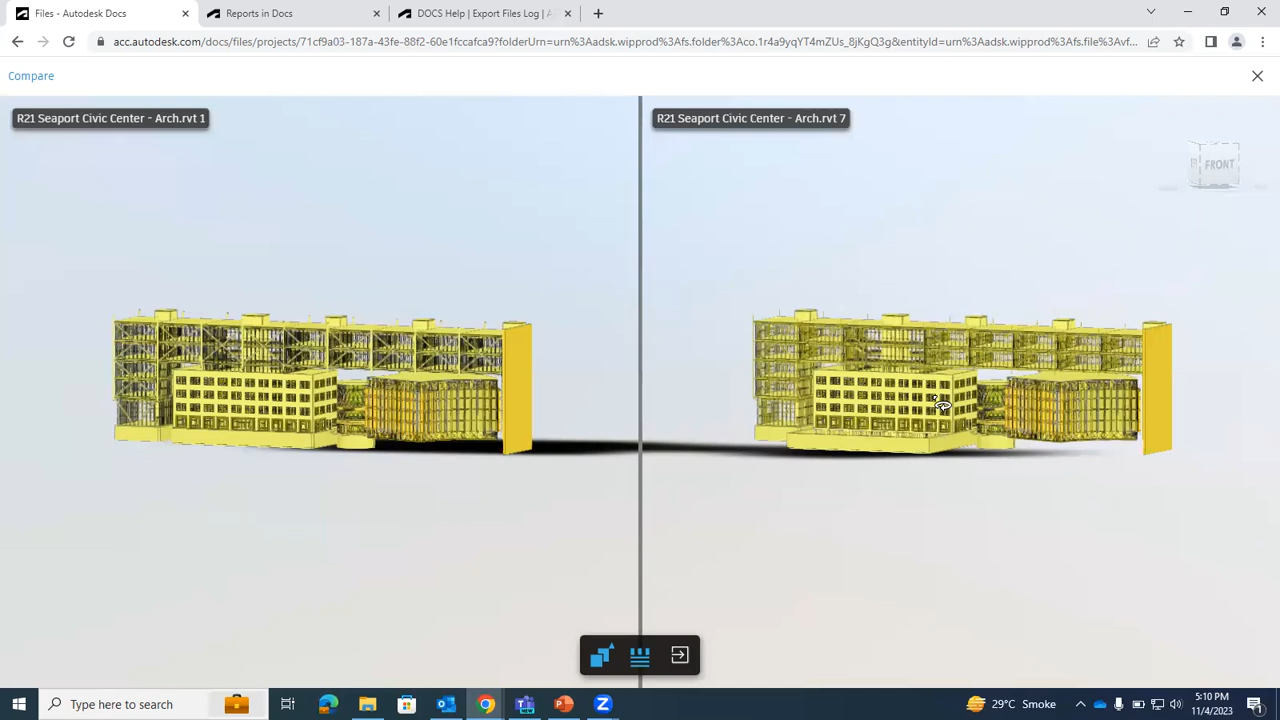 Files - Autodesk Docs
Reports in Docs
DOCS Help | Export Files Log | A
acc.autodesk.com/docs/files/projects/71cf9a03-187a-43fe-88f2-60e1fccafca9?folderUrn=urn%3Aadsk.wipprod%3Afs.folder%3Aco.1r4a9yqYT4mZUs_8jKgQ3g&entityId=urn%3Aadsk.wipprod%3Afs.file%3Avf...
Compare
R21 Seaport Civic Center - Arch.rvt 1
R21 Seaport Civic Center - Arch.rvt 7
FRONT
Type here to search
29°C Smoke
5:10 PM
11/4/2023